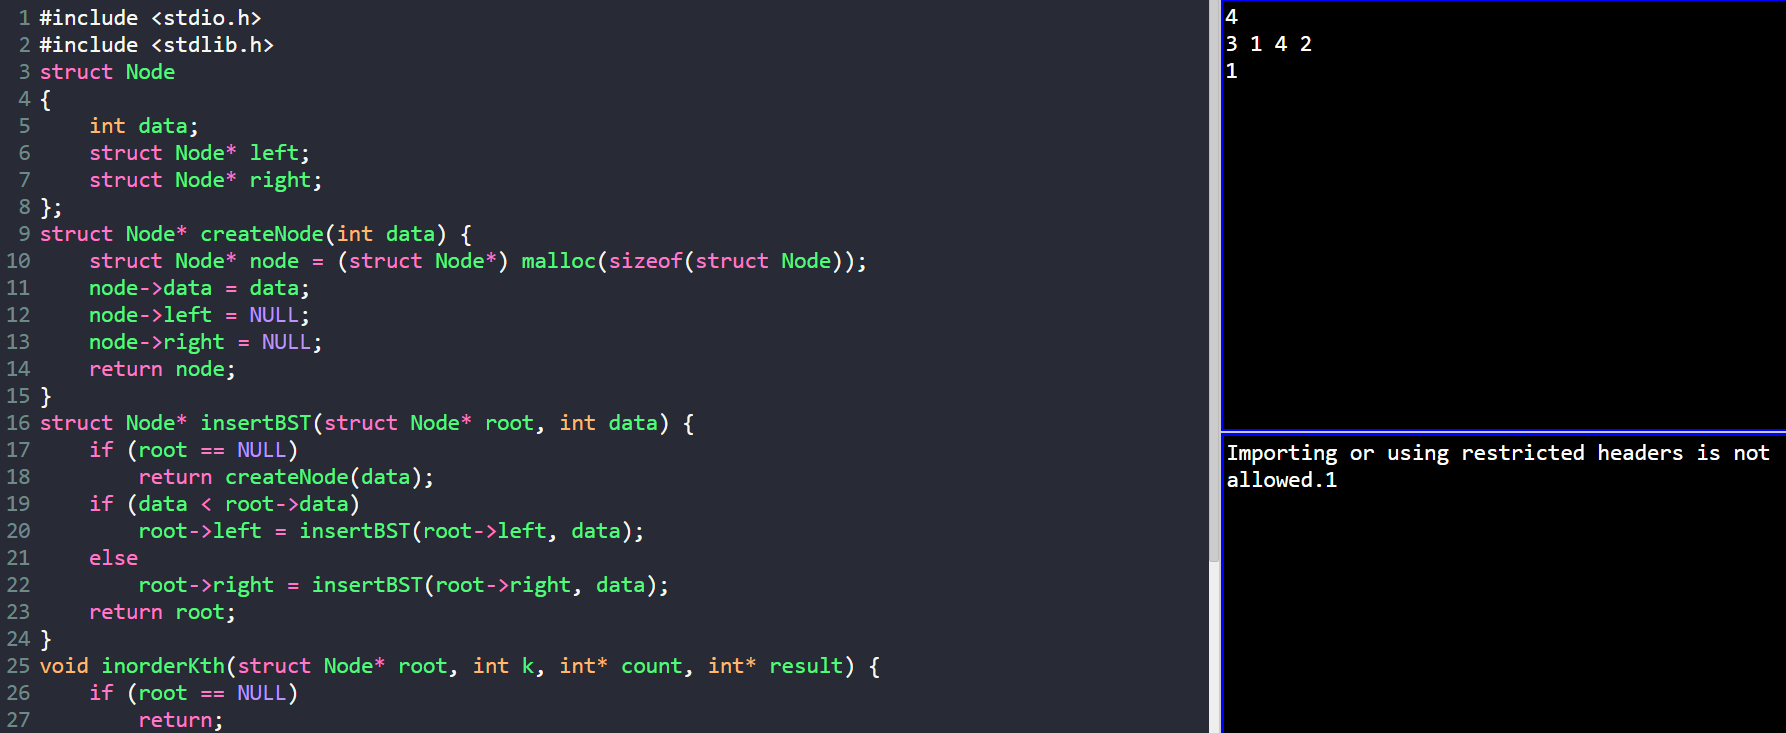 1 #include <stdio.h>
2 #include <stdlib.h>
3 struct Node
4 {
5     int data;
6     struct Node* left;
7     struct Node* right;
8 };
9 struct Node* createNode(int data) {
10     struct Node* node = (struct Node*) malloc(sizeof(struct Node));
11     node->data = data;
12     node->left = NULL;
13     node->right = NULL;
14     return node;
15 }
16 struct Node* insertBST(struct Node* root, int data) {
17     if (root == NULL)
18         return createNode(data);
19     if (data < root->data)
20         root->left = insertBST(root->left, data);
21     else
22         root->right = insertBST(root->right, data);
23     return root;
24 }
25 void inorderKth(struct Node* root, int k, int* count, int* result) {
26     if (root == NULL)
27         return;
4
3 1 4 2
1
Importing or using restricted headers is not
allowed.1